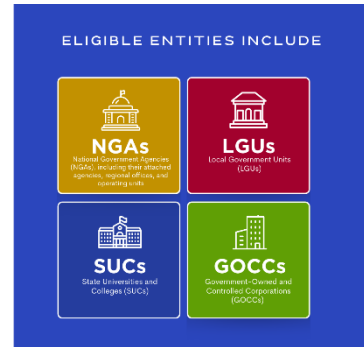 ELIGIBLE ENTITIES INCLUDE
NGAs
National Government Agencies
(NGAs), including their attached
agencies, regional offices, and
operating units
LGUs
Local Government Units
(LGUs)
SUCs
State Universities and
Colleges (SUCs)
GOCCs
Government-Owned and
Controlled Corporations
(GOCCs)